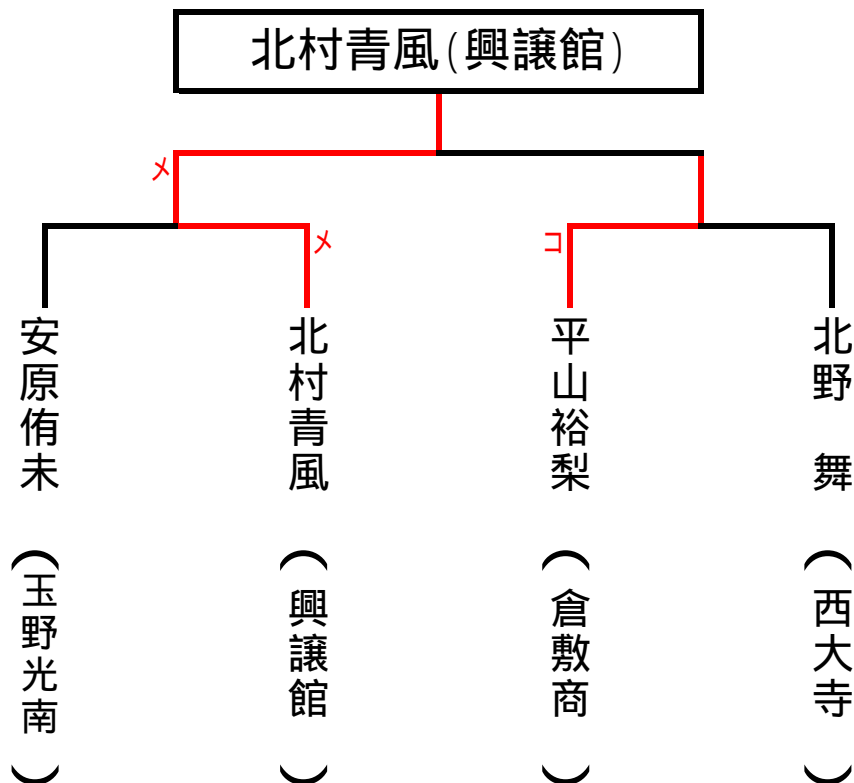 北村青風(興譲館)
メ
メ
コ
安原侑未(玉野光南)
北村青風(興譲館)
平山裕梨(倉敷商)
北野 舞(西大寺)